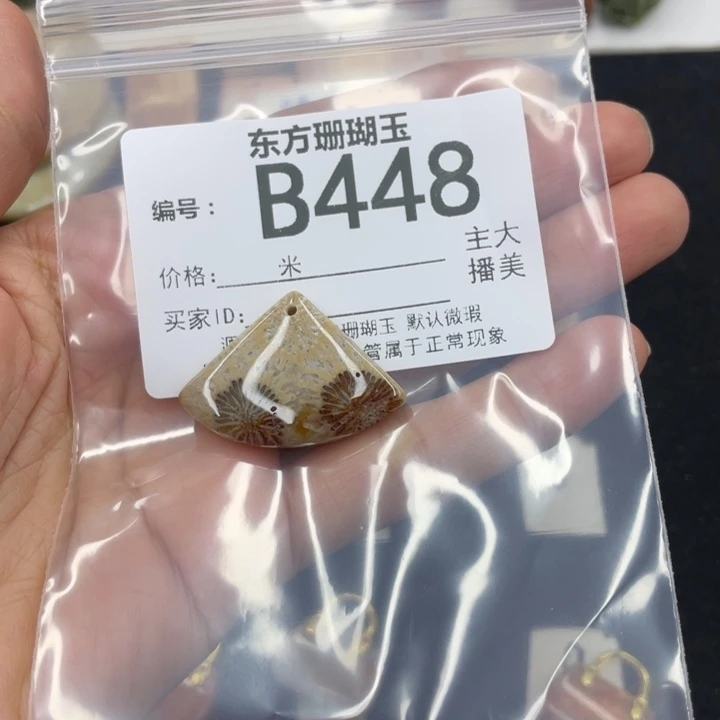 东方珊瑚玉
编号： B448
价格: 米
主大
播美
买家ID:
珊瑚玉 默认微瑕
管属于正常现象